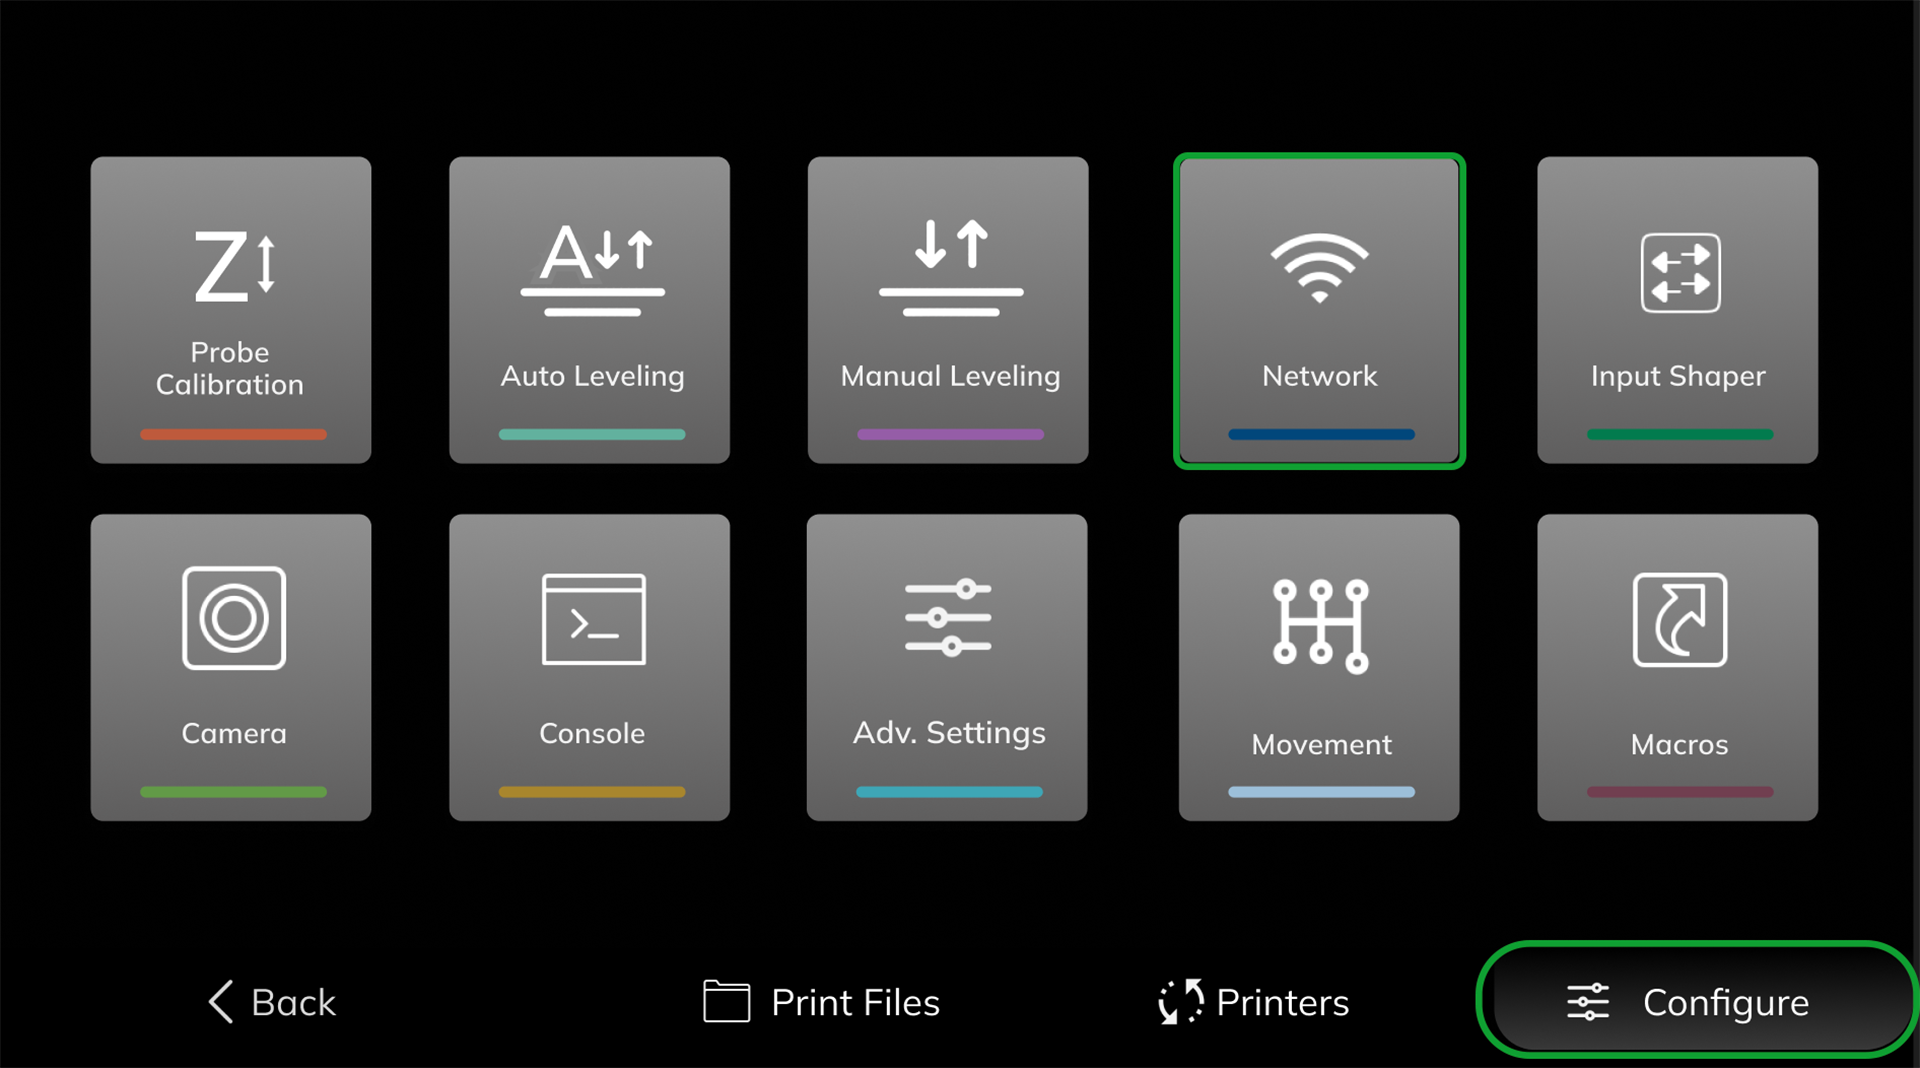 Z
Probe
Calibration
A
Auto Leveling
Manual Leveling
Network
Input Shaper
Camera
>_
Console
Adv. Settings
Movement
Macros
Back
Print Files
Printers
Configure